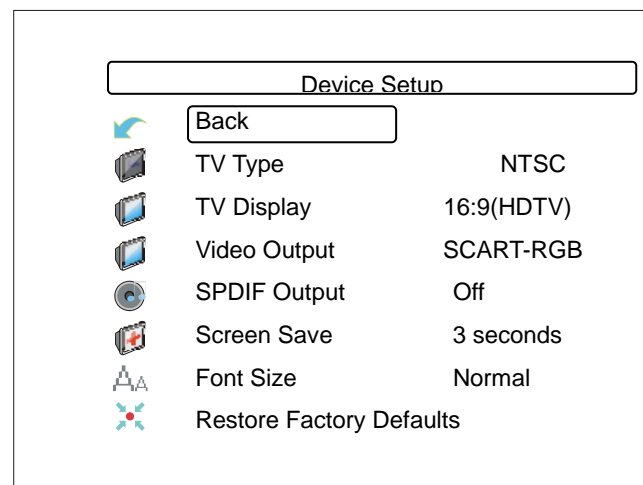 Device Setup
Back
TV Type NTSC
TV Display 16:9(HDTV)
Video Output SCART-RGB
SPDIF Output Off
Screen Save 3 seconds
Font Size Normal
Restore Factory Defaults